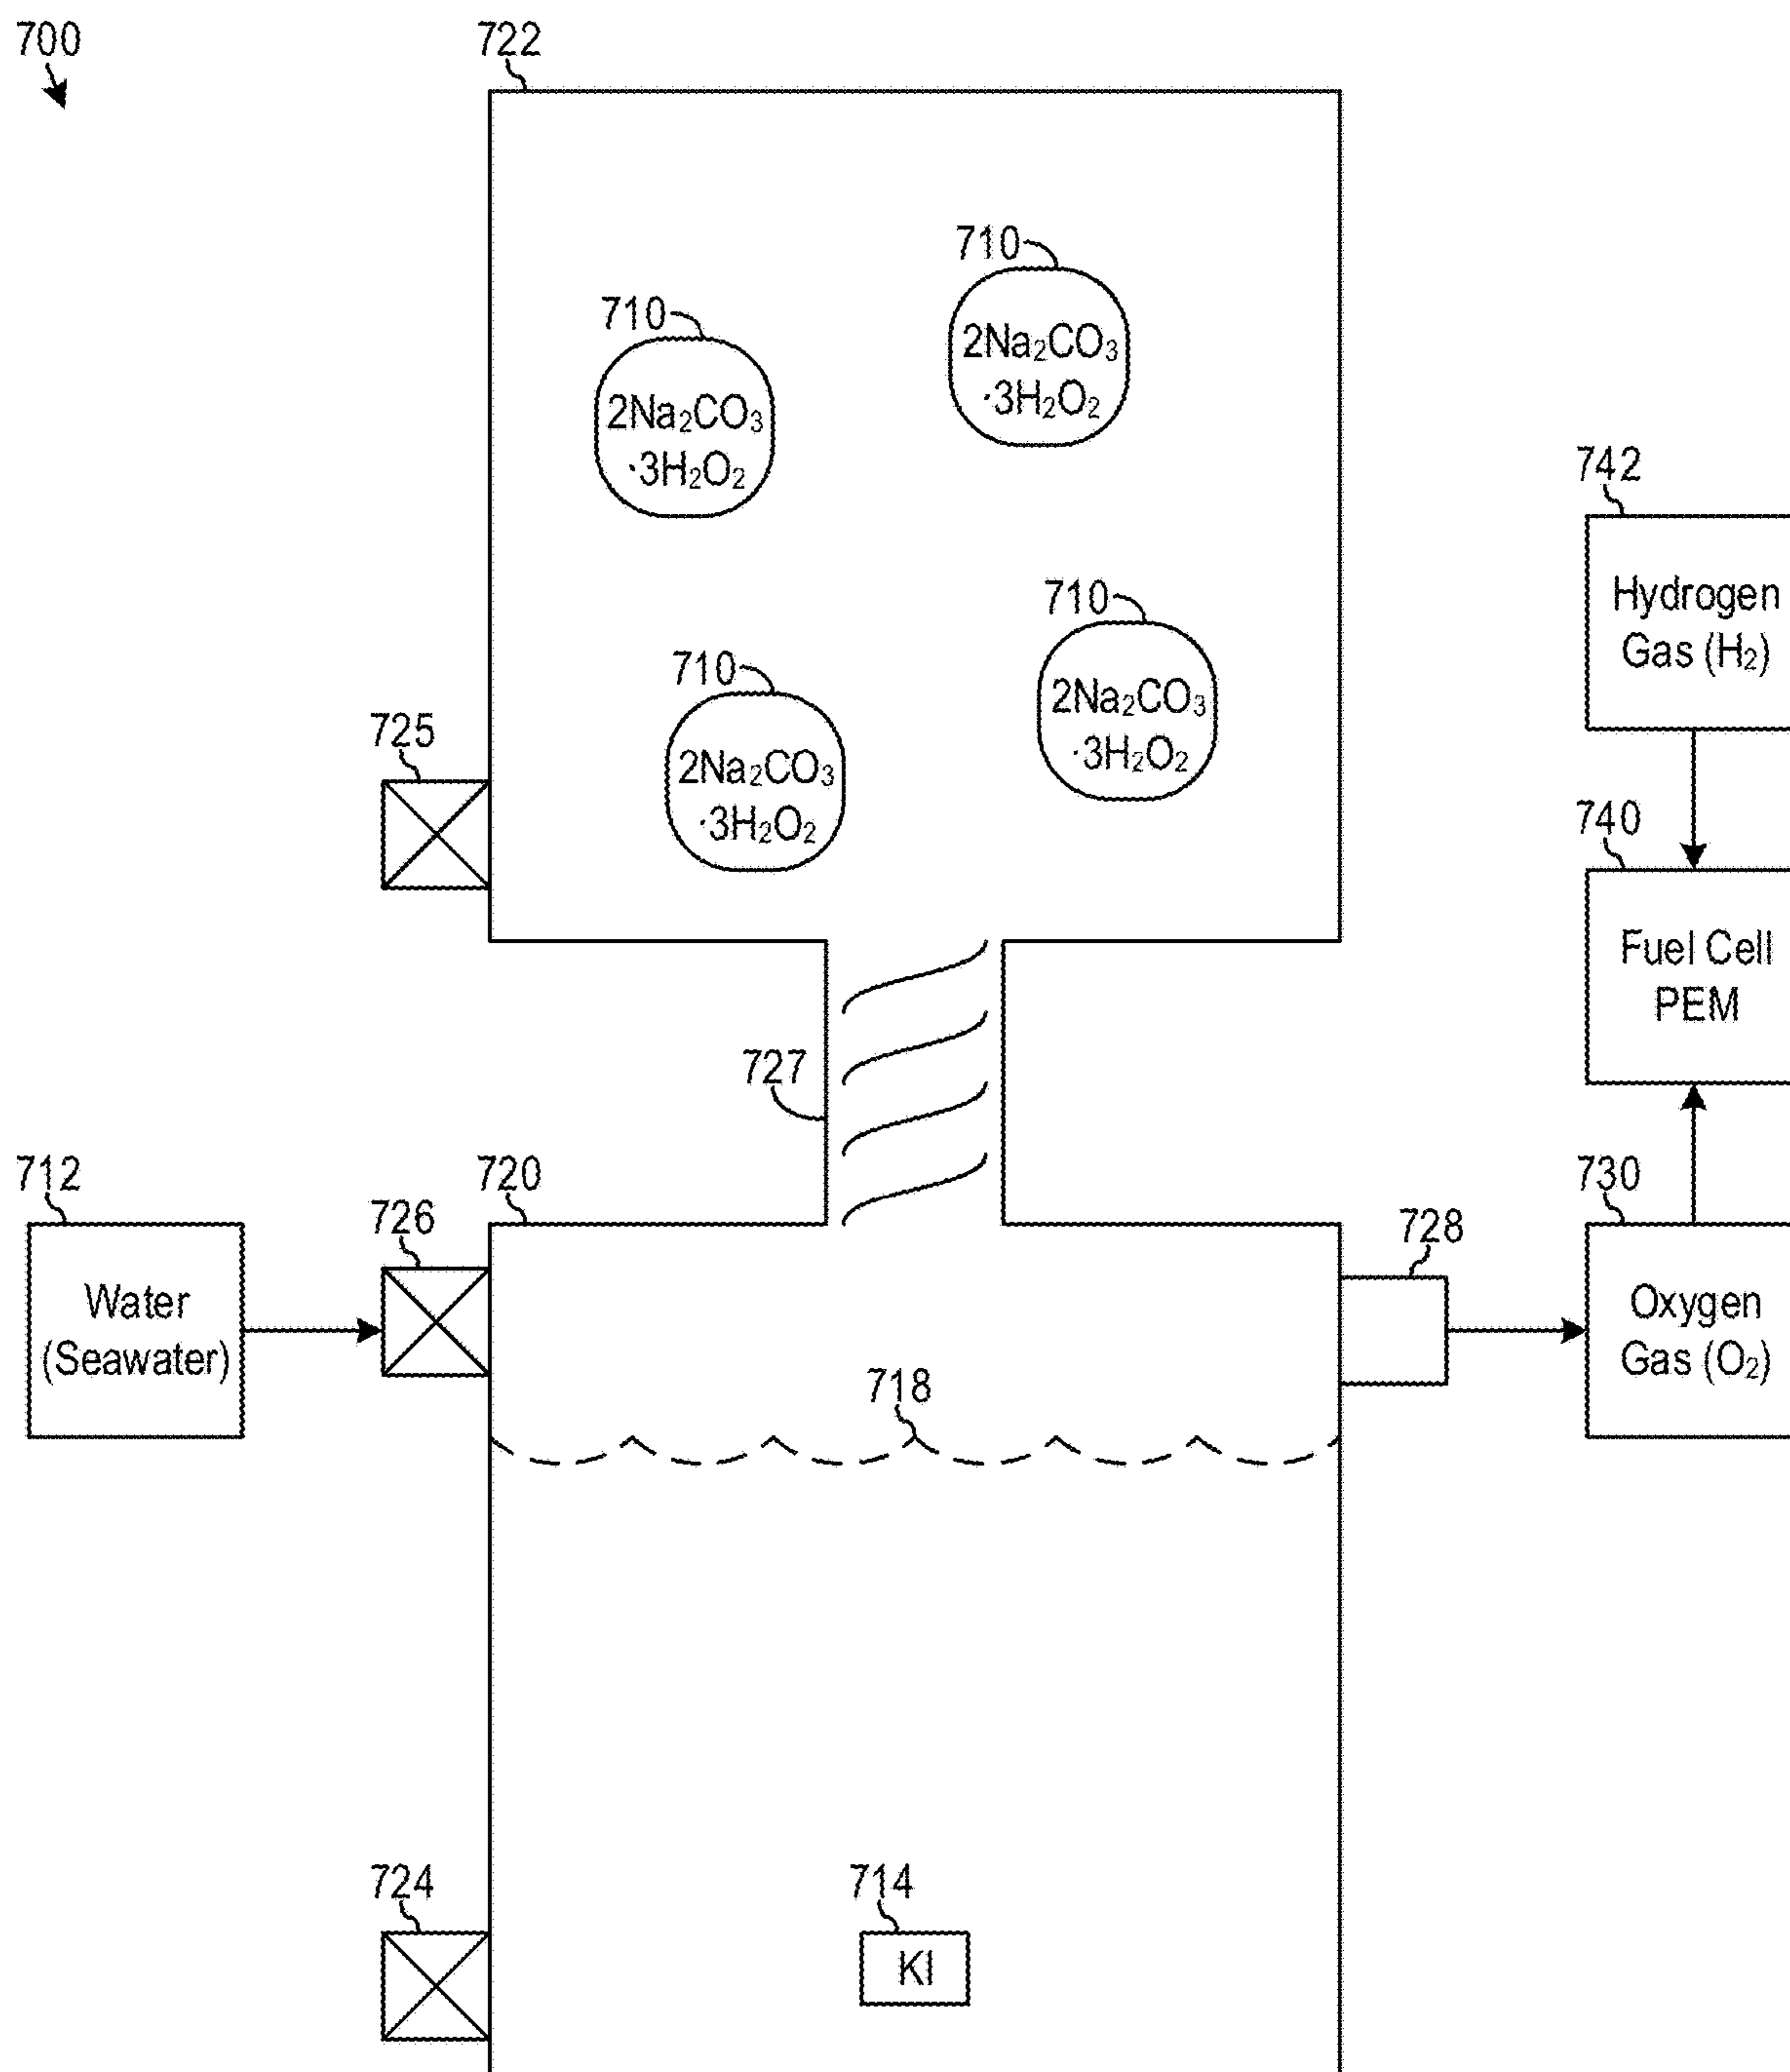 700
722
710
2Na₂CO₃
·3H₂O₂
710
2Na₂CO₃
·3H₂O₂
742
Hydrogen
Gas (H₂)
710
2Na₂CO₃
·3H₂O₂
710
2Na₂CO₃
·3H₂O₂
725
740
Fuel Cell
PEM
727
712
Water
(Seawater)
726
720
728
730
Oxygen
Gas (O₂)
718
724
714
KI